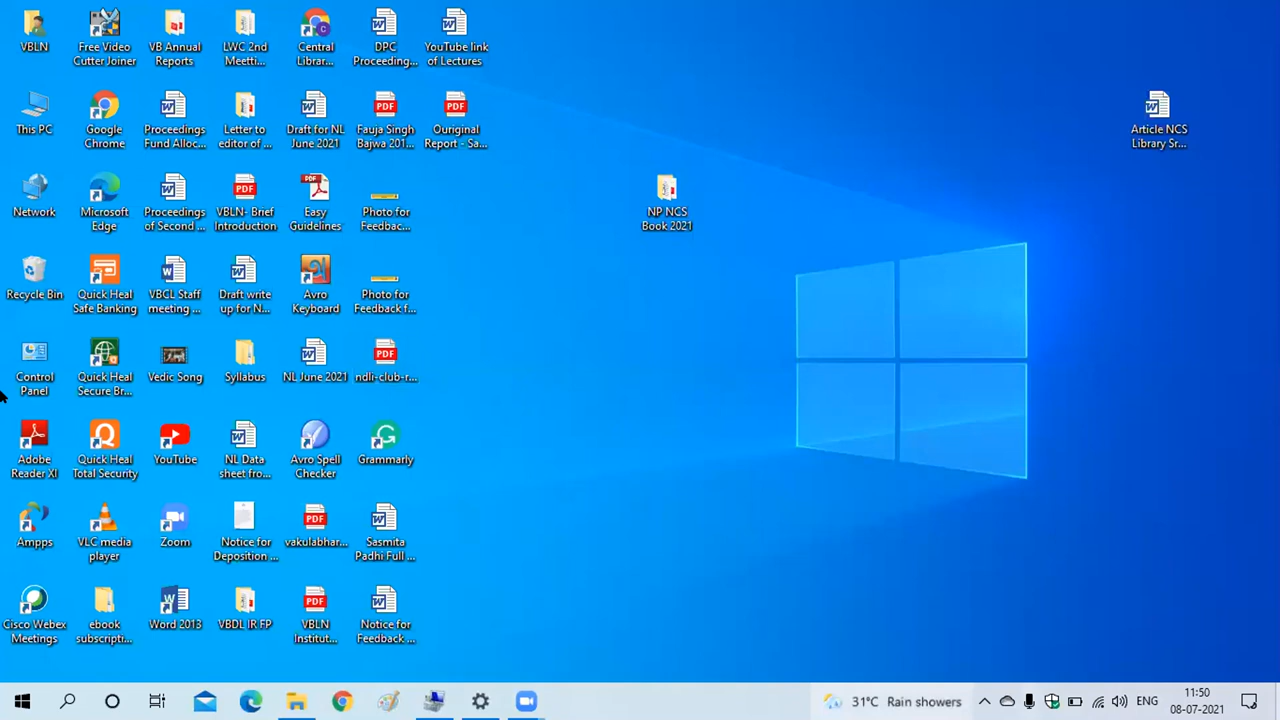 VBLN
Free Video
Cutter Joiner
VB Annual
Reports
LWC 2nd
Meetti...
Central
Librar...
DPC
Proceeding...
YouTube link
of Lectures
This PC
Google
Chrome
Proceedings
Fund Alloc...
Letter to
editor of ...
Draft for NL
June 2021
Fauja Singh
Bajwa 201...
Ouriginal
Report - Sa...
Article NCS
Library Sr...
Network
Microsoft
Edge
Proceedings
of Second ...
VBLN- Brief
Introduction
Easy
Guidelines
Photo for
Feedbac...
NP NCS
Book 2021
Recycle Bin
Quick Heal
Safe Banking
VBCL Staff
meeting ...
Draft write
up for N...
Avro
Keyboard
Photo for
Feedback f...
Control
Panel
Quick Heal
Secure Br...
Vedic Song
Syllabus
NL June 2021
ndli-club-r...
Adobe
Reader XI
Quick Heal
Total Security
YouTube
NL Data
sheet fro...
Avro Spell
Checker
Grammarly
Ampps
VLC media
player
Zoom
Notice for
Deposition ...
vakulabhar...
Sasmita
Padhi Full ...
Cisco Webex
Meetings
ebook
subscripti...
Word 2013
VBDL IR FP
VBLN
Institut...
Notice for
Feedback ...
31°C Rain showers
ENG
11:50
08-07-2021